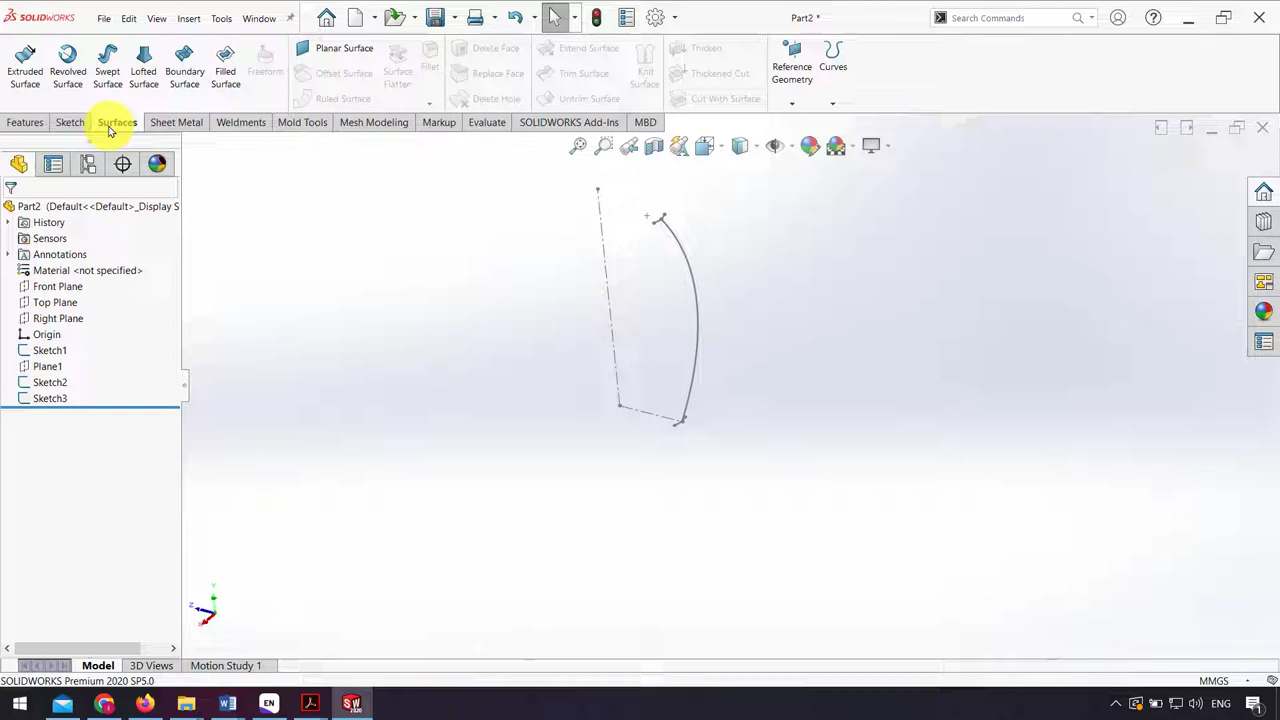 SOLIDWORKS
File Edit View Insert Tools Window
Part2 *
Search Commands
Extruded Surface
Revolved Surface
Swept Surface
Lofted Surface
Boundary Surface
Filled Surface
Freeform
Planar Surface
Offset Surface
Ruled Surface
Surface Flatten
Fillet
Delete Face
Replace Face
Delete Hole
Extend Surface
Trim Surface
Untrim Surface
Knit Surface
Thicken
Thickened Cut
Cut With Surface
Reference Geometry
Curves
Features Sketch Surfaces Sheet Metal Weldments Mold Tools Mesh Modeling Markup Evaluate SOLIDWORKS Add-Ins MBD
Part2 (Default<<Default>_Display S
History
Sensors
Annotations
Material <not specified>
Front Plane
Top Plane
Right Plane
Origin
Sketch1
Plane1
Sketch2
Sketch3
Y
Z
X
Model 3D Views Motion Study 1
SOLIDWORKS Premium 2020 SP5.0
MMGS
EN
ENG